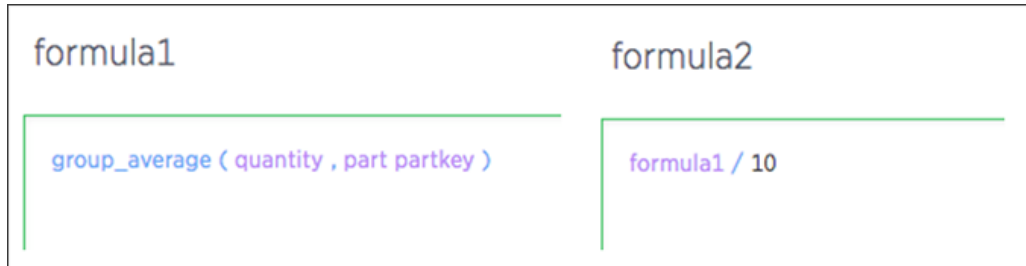 formula1
group_average ( quantity , part partkey )
formula2
formula1 / 10